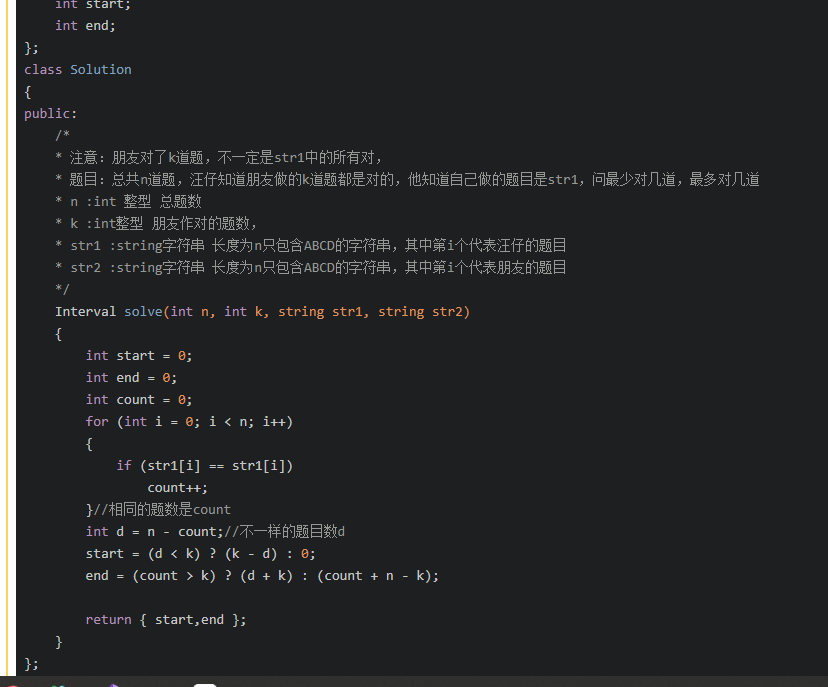 int start;
int end;
};
class Solution
{
public:
/*
* 注意：朋友对了k道题，不一定是str1中的所有对，
* 题目：总共n道题，汪仔知道朋友做的k道题都是对的，他知道自己做的题目是str1，问最少对几道，最多对几道
* n :int 整型 总题数
* k :int整型 朋友作对的题数，
* str1 :string字符串 长度为n只包含ABCD的字符串，其中第i个代表汪仔的题目
* str2 :string字符串 长度为n只包含ABCD的字符串，其中第i个代表朋友的题目
*/
Interval solve(int n, int k, string str1, string str2)
{
int start = 0;
int end = 0;
int count = 0;
for (int i = 0; i < n; i++)
{
if (str1[i] == str1[i])
count++;
}//相同的题数是count
int d = n - count;//不一样的题目数d
start = (d < k) ? (k - d) : 0;
end = (count > k) ? (d + k) : (count + n - k);
return { start,end };
}
};